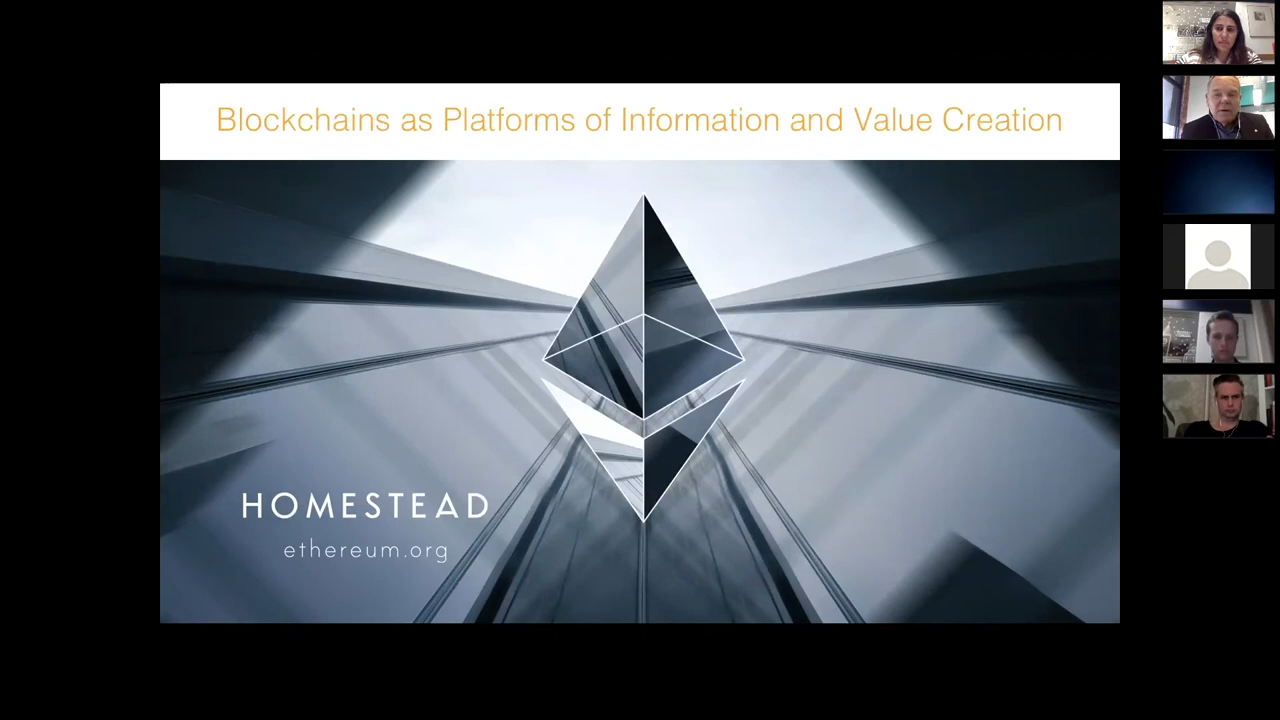 Blockchains as Platforms of Information and Value Creation
HOMESTEAD
ethereum.org